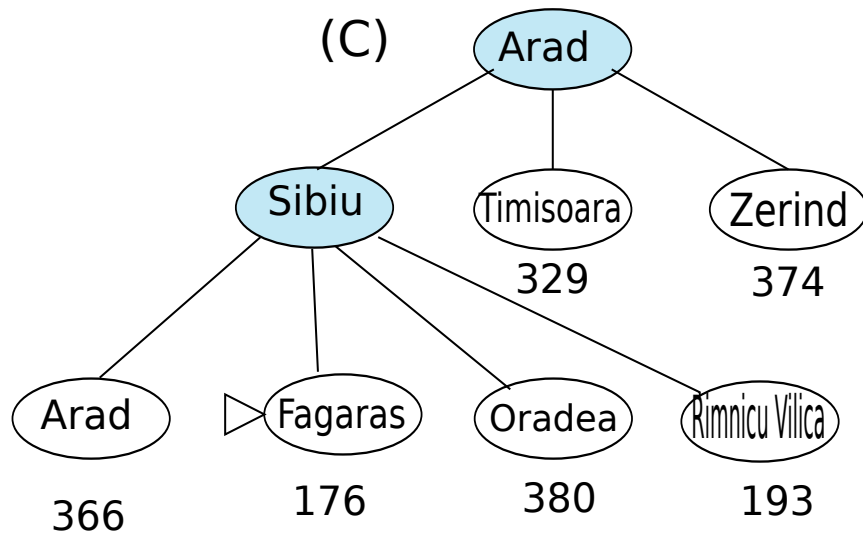 (C)
Arad
Sibiu
Timisoara
Zerind
329
374
Arad
Fagaras
Oradea
Rimnicu Vilica
366
176
380
193